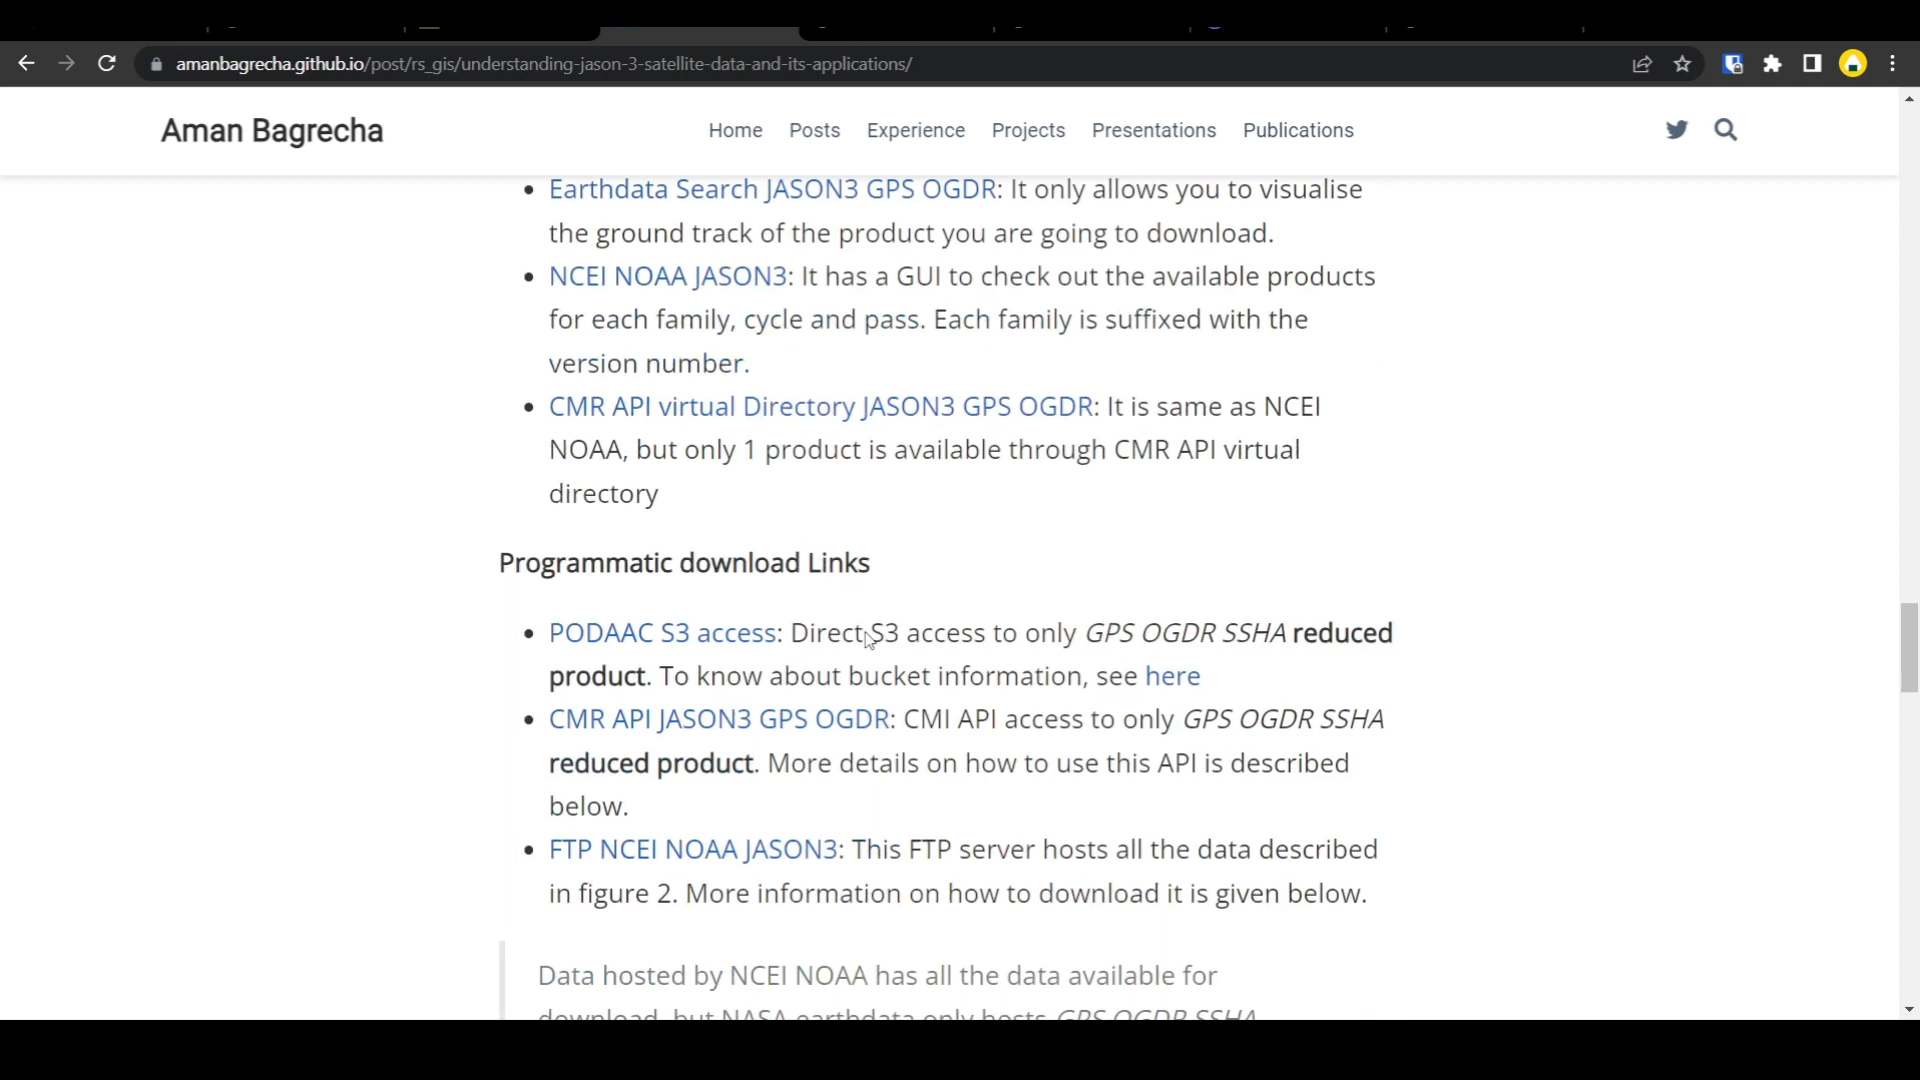 amanbagrecha.github.io/post/rs_gis/understanding-jason-3-satellite-data-and-its-applications/
Aman Bagrecha
Home Posts Experience Projects Presentations Publications
Earthdata Search JASON3 GPS OGDR: It only allows you to visualise
the ground track of the product you are going to download.
NCEI NOAA JASON3: It has a GUI to check out the available products
for each family, cycle and pass. Each family is suffixed with the
version number.
CMR API virtual Directory JASON3 GPS OGDR: It is same as NCEI
NOAA, but only 1 product is available through CMR API virtual
directory
Programmatic download Links
PODAAC S3 access: Direct S3 access to only GPS OGDR SSHA reduced
product. To know about bucket information, see here
CMR API JASON3 GPS OGDR: CMI API access to only GPS OGDR SSHA
reduced product. More details on how to use this API is described
below.
FTP NCEI NOAA JASON3: This FTP server hosts all the data described
in figure 2. More information on how to download it is given below.
Data hosted by NCEI NOAA has all the data available for
download, but NASA earthdata only hosts GPS OGDR SSHA